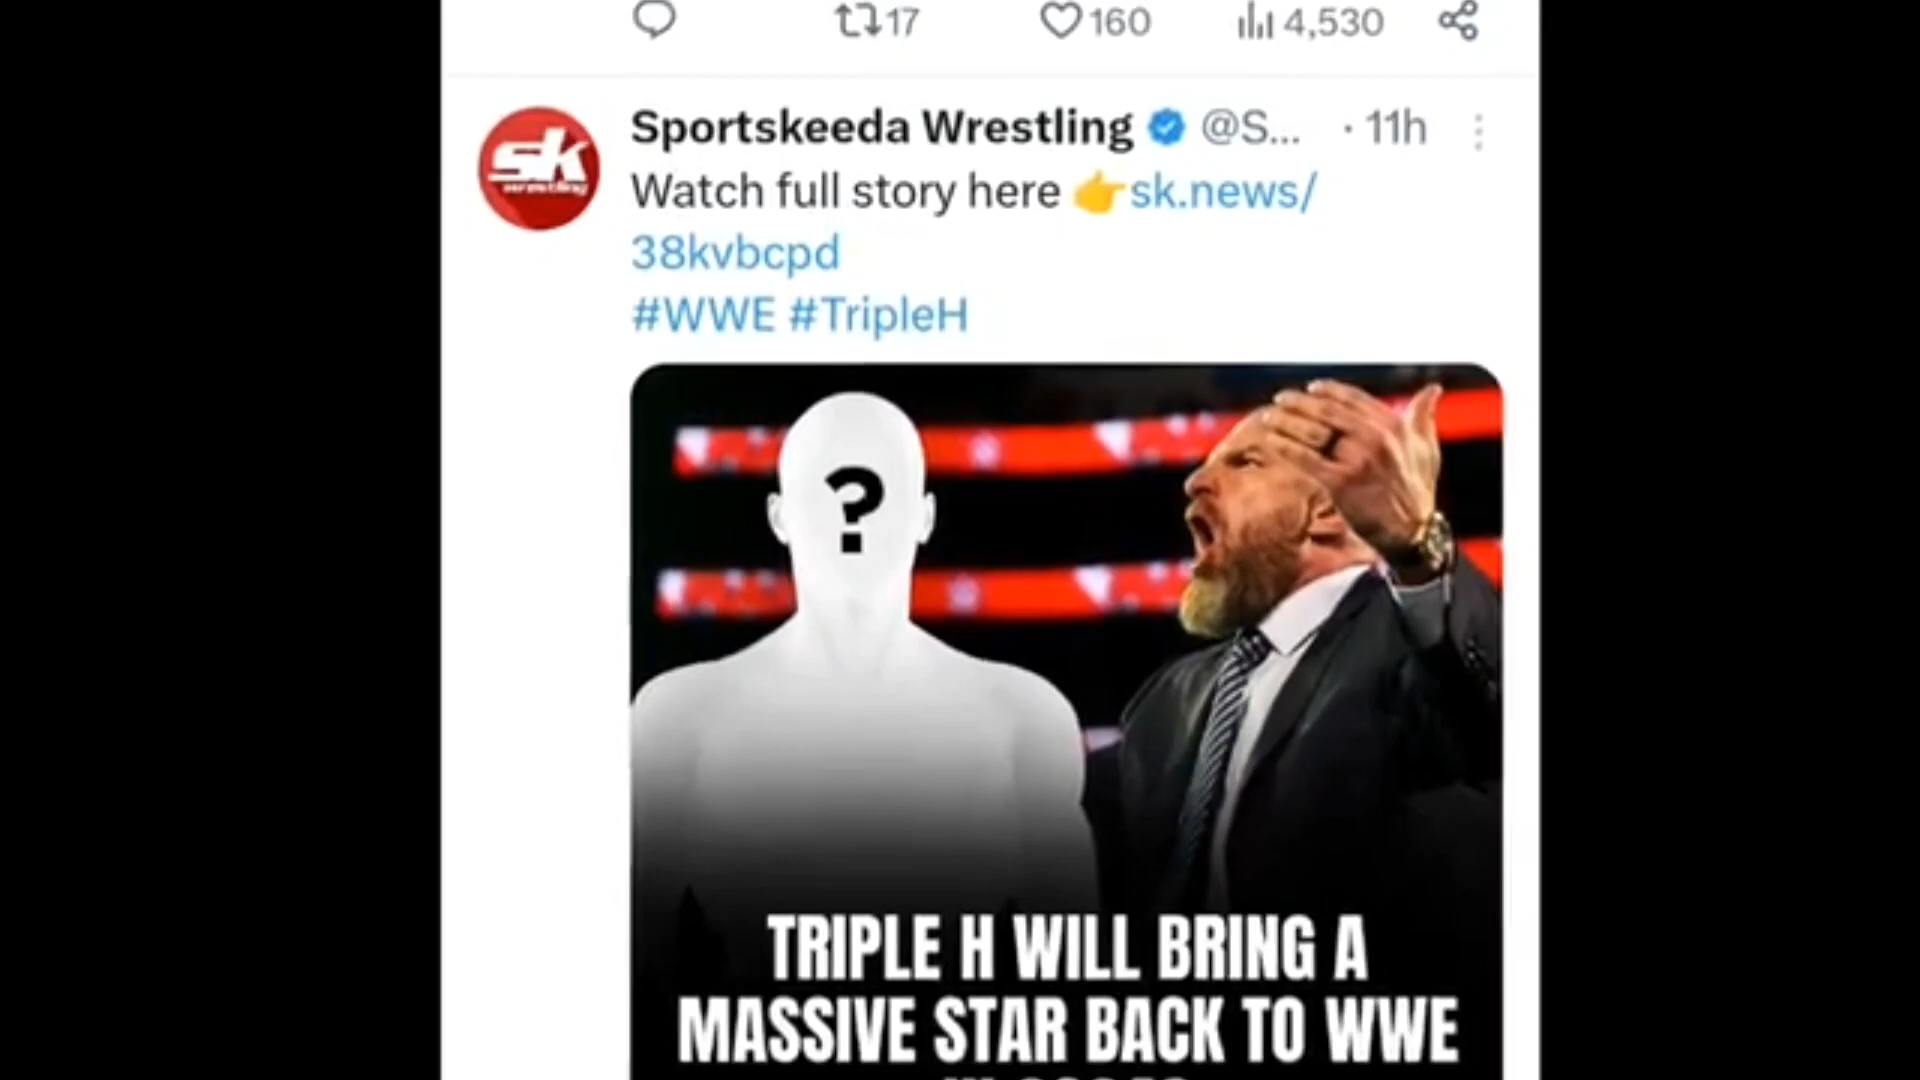 17 160 4,530
Sportskeeda Wrestling @S... · 11h
sk
wrestling
Watch full story here 👉sk.news/
38kvbcpd
#WWE #TripleH
?
TRIPLE H WILL BRING A
MASSIVE STAR BACK TO WWE